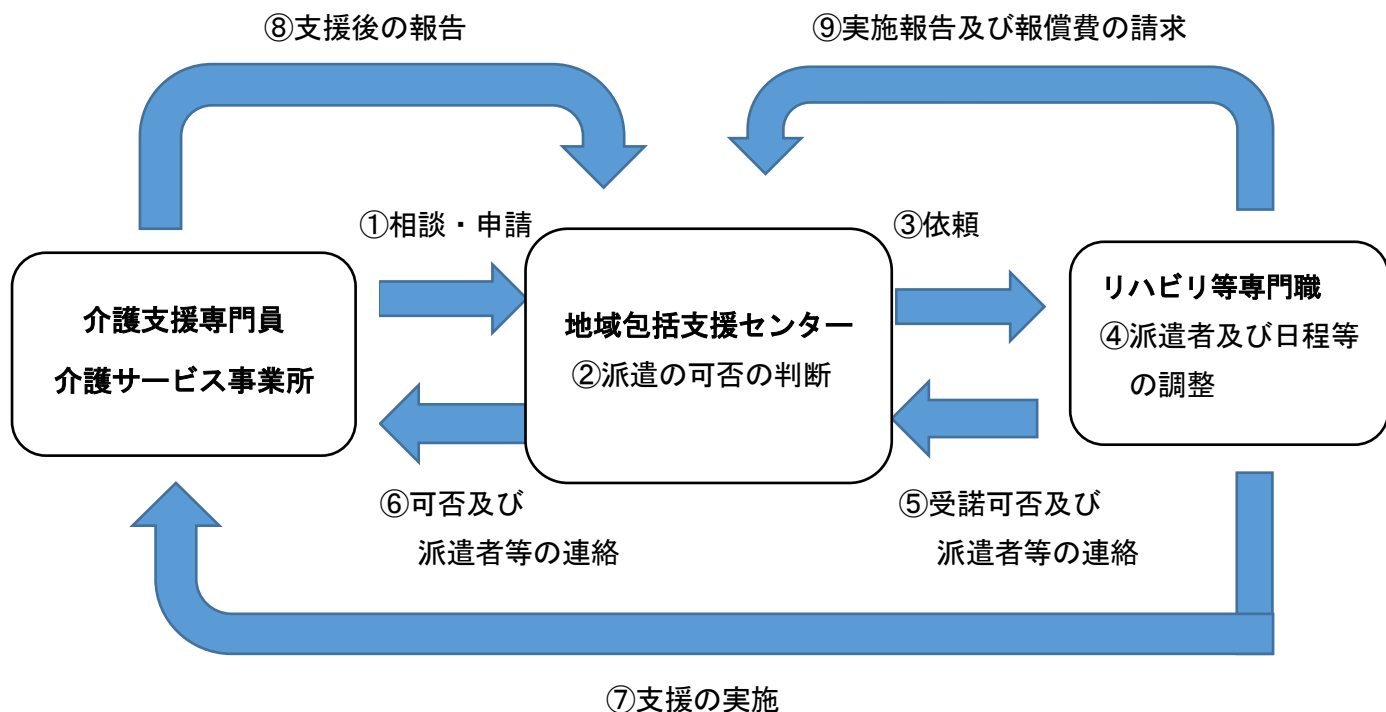 ⑧支援後の報告
⑨実施報告及び報償費の請求
①相談・申請
③依頼
介護支援専門員
介護サービス事業所
地域包括支援センター
②派遣の可否の判断
リハビリ等専門職
④派遣者及び日程等
の調整
⑥可否及び
派遣者等の連絡
⑤受諾可否及び
派遣者等の連絡
⑦支援の実施